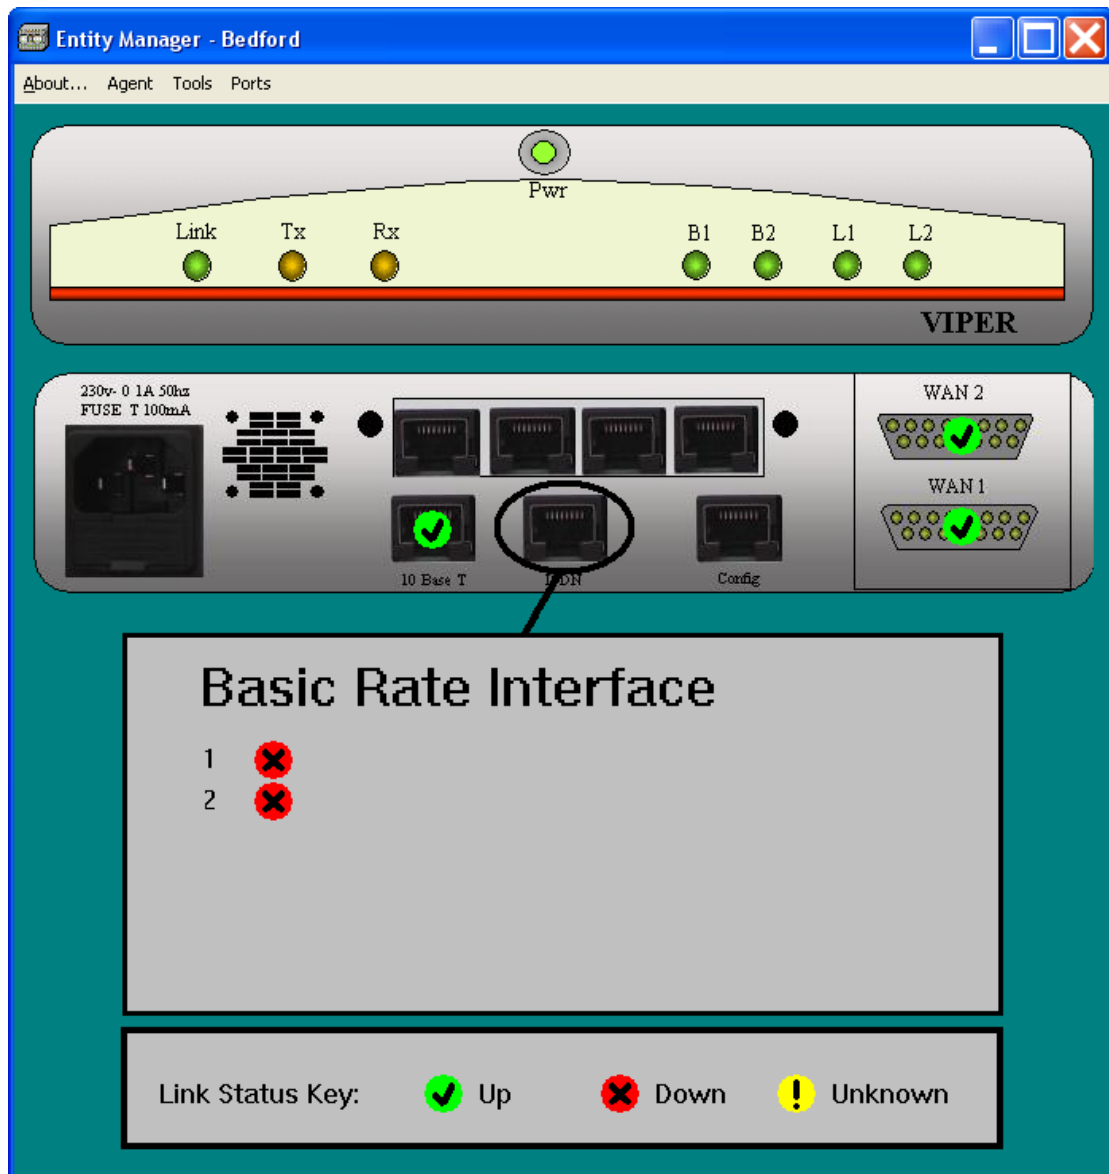 Entity Manager - Bedford
About... Agent Tools Ports
Pwr
Link Tx Rx B1 B2 L1 L2
VIPER
230v- 0 1A 50hz
FUSE T 100mA
WAN 2
WAN 1
10 Base T ISDN Config
Basic Rate Interface
1
2
Link Status Key: Up Down Unknown